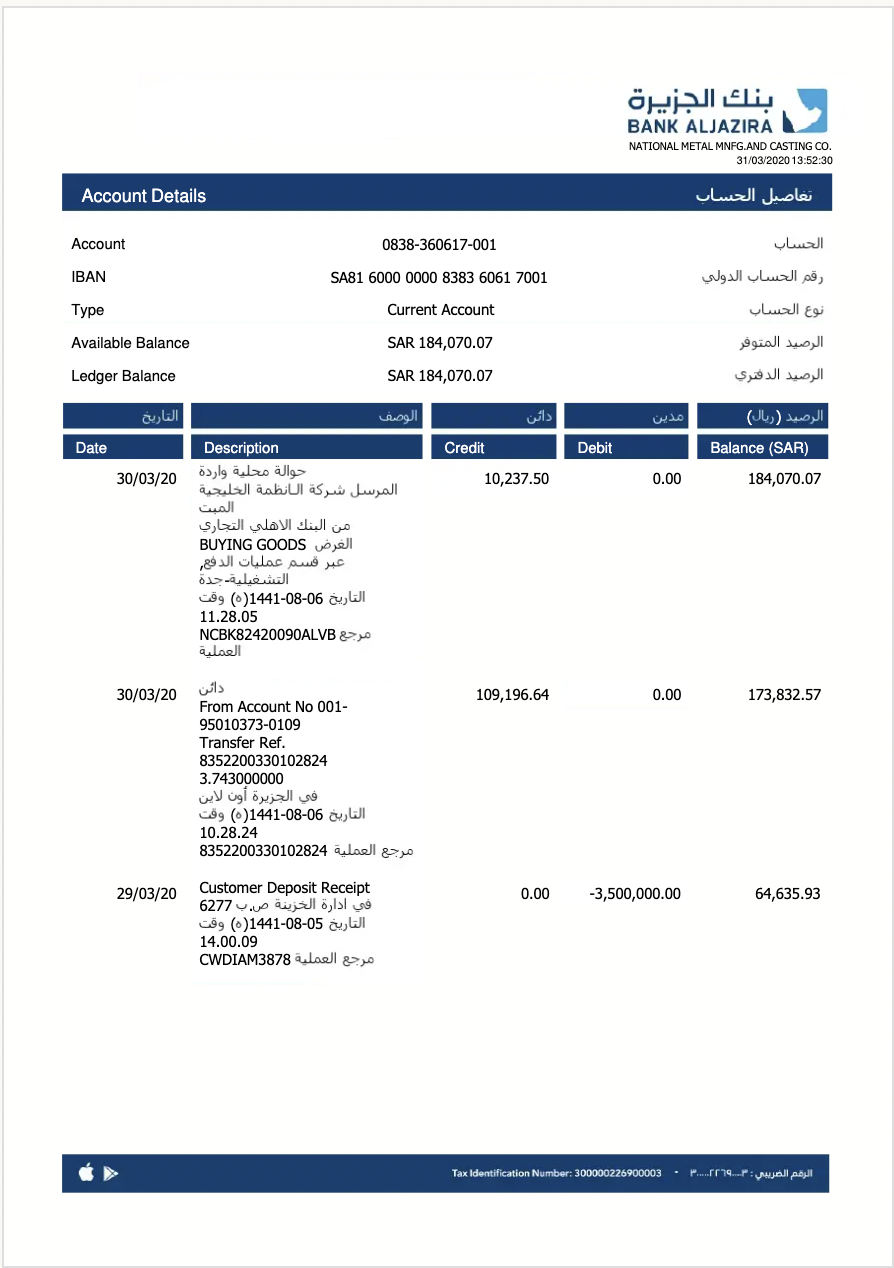 بنك الجزيرة
BANK ALJAZIRA
NATIONAL METAL MNFG.AND CASTING CO.
31/03/2020 13:52:30
Account Details تفاصيل الحساب
Account 0838-360617-001 الحساب
IBAN SA81 6000 0000 8383 6061 7001 رقم الحساب الدولي
Type Current Account نوع الحساب
Available Balance SAR 184,070.07 الرصيد المتوفر
Ledger Balance SAR 184,070.07 الرصيد الدفتري
التاريخ الوصف دائن مدين الرصيد (ريال)
Date Description Credit Debit Balance (SAR)
30/03/20 حوالة محلية واردة 10,237.50 0.00 184,070.07
المرسل شركة الانظمة الخليجية
المبت
من البنك الاهلي التجاري
BUYING GOODS الغرض
عبر قسم عمليات الدفع,
التشغيلية-جدة
التاريخ 1441-08-06(ه) وقت
11.28.05
NCBK82420090ALVB مرجع
العملية
30/03/20 دائن 109,196.64 0.00 173,832.57
From Account No 001-
95010373-0109
Transfer Ref.
8352200330102824
3.743000000
في الجزيرة أون لاين
التاريخ 1441-08-06(ه) وقت
10.28.24
8352200330102824 مرجع العملية
29/03/20 Customer Deposit Receipt 0.00 -3,500,000.00 64,635.93
في ادارة الخزينة ص.ب 6277
التاريخ 1441-08-05(ه) وقت
14.00.09
CWDIAM3878 مرجع العملية
Tax Identification Number: 300000226900003 - الرقم الضريبي : ٣٠٠٠٠٠٢٢٦٩٠٠٠٠٣